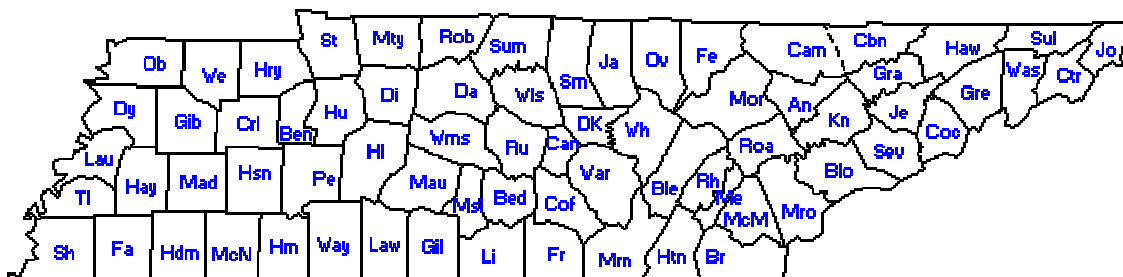 St Mty Rob Sum Sm Ja Ov Fe Cam Cbn Haw Sul Jo
Ob We Hry Di Da Wls Mor An Gra Gre Was Ctr
Dy Gib Crl Ben Hu Wms Ru Can DK Wh Roa Kn Je Coc
Lau Hay Mad Hsn Pe HI Mau Msl Bed Cof Var Ble Rh Me Blo Sev
TI McM Mro
Sh Fa Hdm McN Hm Way Law Gil Li Fr Mrn Htn Br